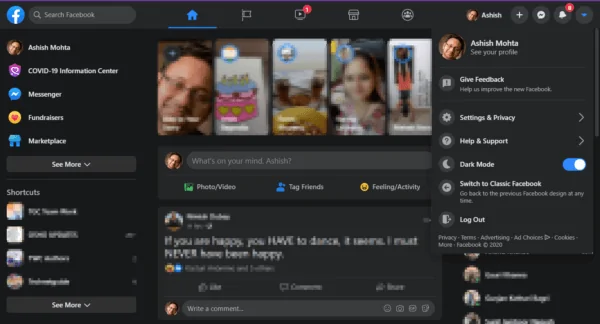 Search Facebook
1
Ashish
8
Ashish Mohta
COVID-19 Information Center
Messenger
Fundraisers
Marketplace
See More
Shortcuts
See More
What's on your mind, Ashish?
Photo/Video
Tag Friends
Feeling/Activity
If you are happy, you HAVE to dance, it seems. I must
NEVER have been happy.
Like
Comment
Share
Write a comment...
Ashish Mohta
See your profile
Give Feedback
Help us improve the new Facebook.
Settings & Privacy
Help & Support
Dark Mode
Switch to Classic Facebook
Go back to the previous Facebook design at any
time.
Log Out
Privacy · Terms · Advertising · Ad Choices · Cookies ·
More · Facebook © 2020